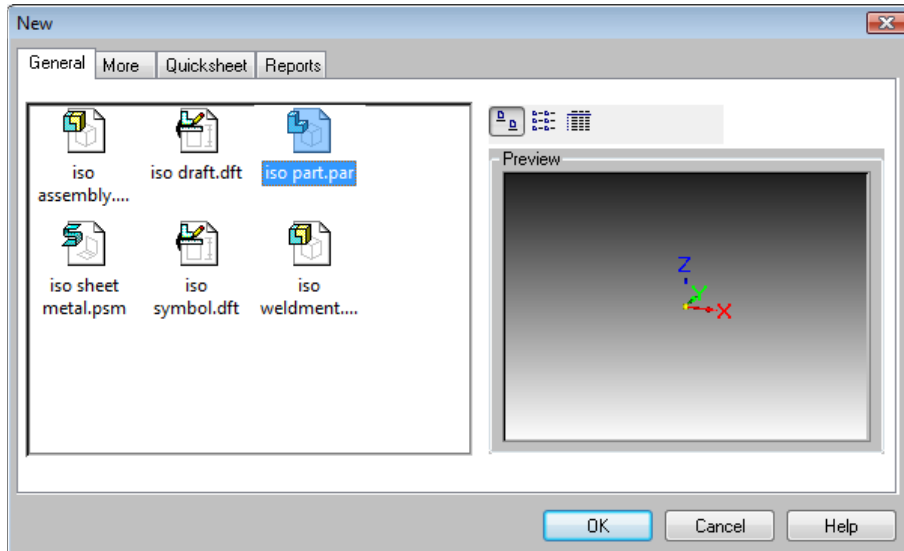 New
General More Quicksheet Reports
iso assembly....
iso draft.dft
iso part.par
iso sheet metal.psm
iso symbol.dft
iso weldment....
Preview
Z
Y
X
OK Cancel Help